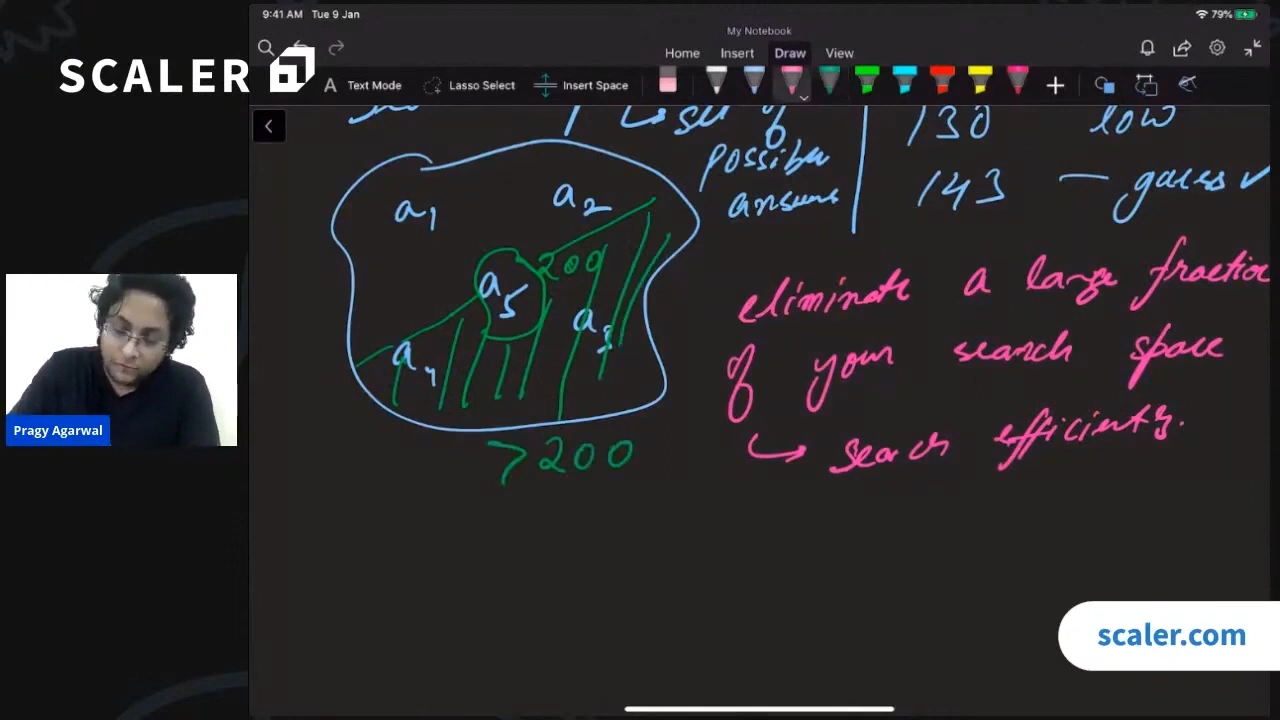 9:41 AM Tue 9 Jan
79%
My Notebook
SCALER
Home Insert Draw View
A Text Mode Lasso Select Insert Space
↳ set of
possible
answers
130 low
143 — guess ✓
a1
a2
a5
200
a3
a4
>200
eliminate a large fraction
of your search space
↳ search efficiently.
Pragy Agarwal
scaler.com